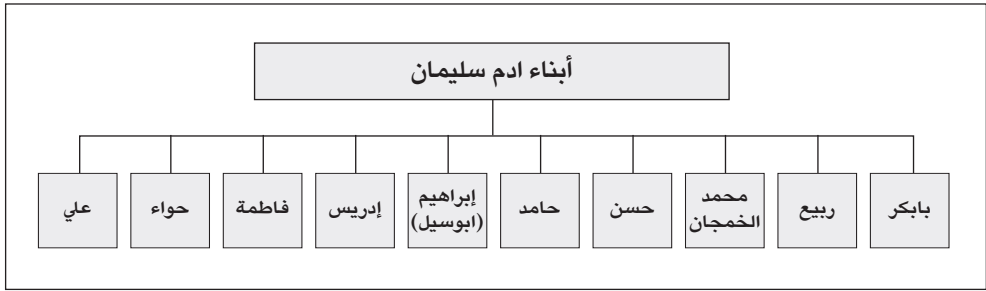 أبناء ادم سليمان
بابكر
ربيع
محمد
الخمجان
حسن
حامد
إبراهيم
(ابوسيل)
إدريس
فاطمة
حواء
علي